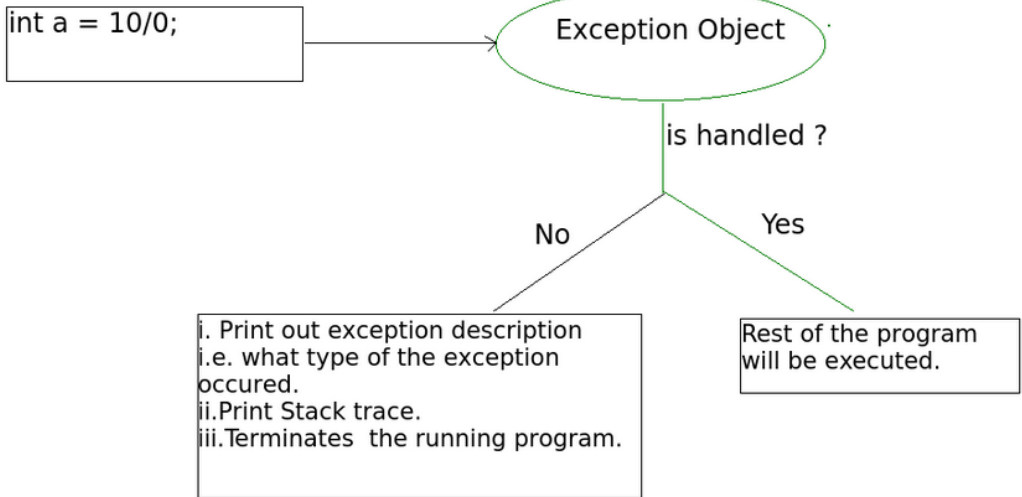 int a = 10/0;
Exception Object
is handled ?
No
Yes
i. Print out exception description
i.e. what type of the exception
occured.
ii.Print Stack trace.
iii.Terminates  the running program.
Rest of the program
will be executed.